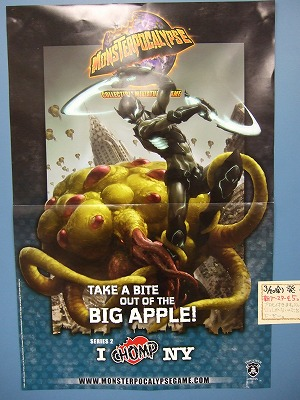 MONSTERPOCALYPSE
COLLECTIBLE MINIATURES GAME
TAKE A BITE
OUT OF THE
BIG APPLE!
SERIES 2
I CHOMP NY
WWW.MONSTERPOCALYPSEGAME.COM